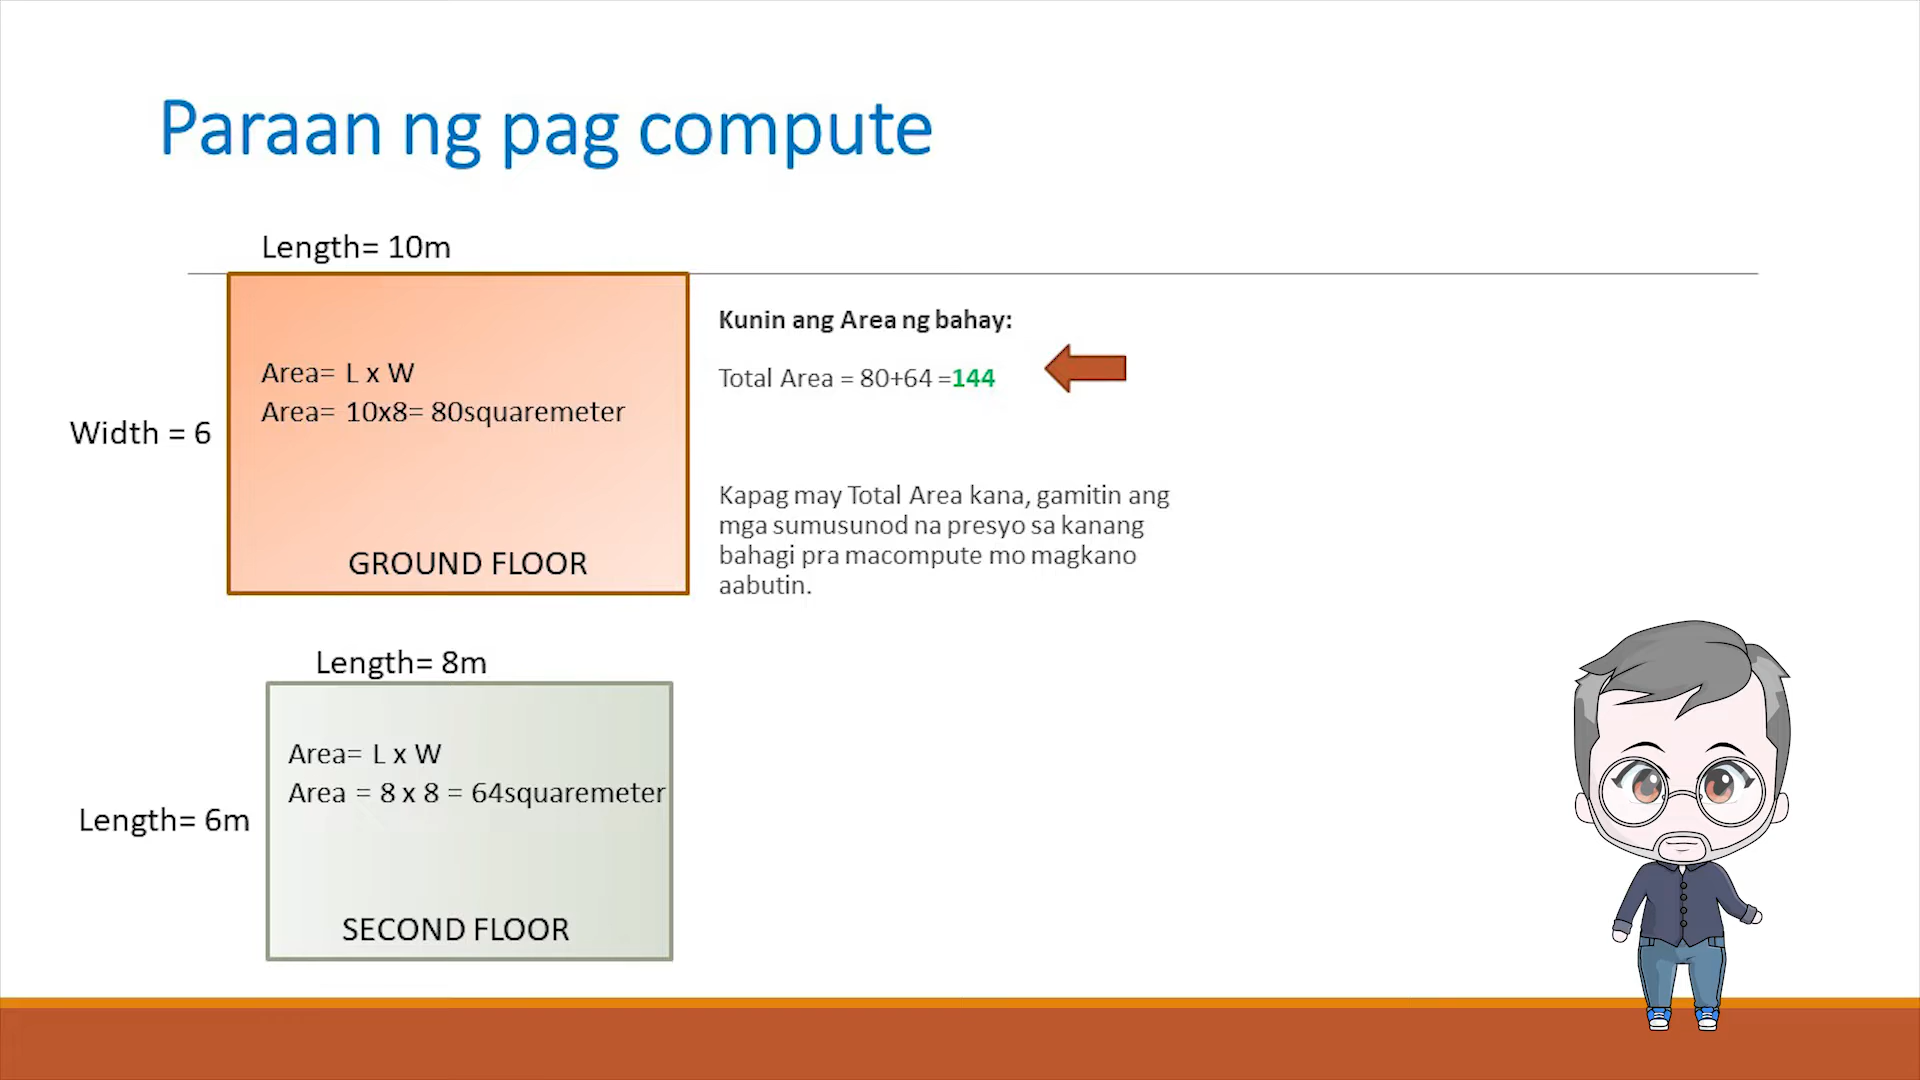 Paraan ng pag compute
Length= 10m
Area= L x W
Area= 10x8= 80squaremeter
Width = 6
GROUND FLOOR
Kunin ang Area ng bahay:
Total Area = 80+64 =144
Kapag may Total Area kana, gamitin ang
mga sumusunod na presyo sa kanang
bahagi pra macompute mo magkano
aabutin.
Length= 8m
Area= L x W
Area = 8 x 8 = 64squaremeter
Length= 6m
SECOND FLOOR